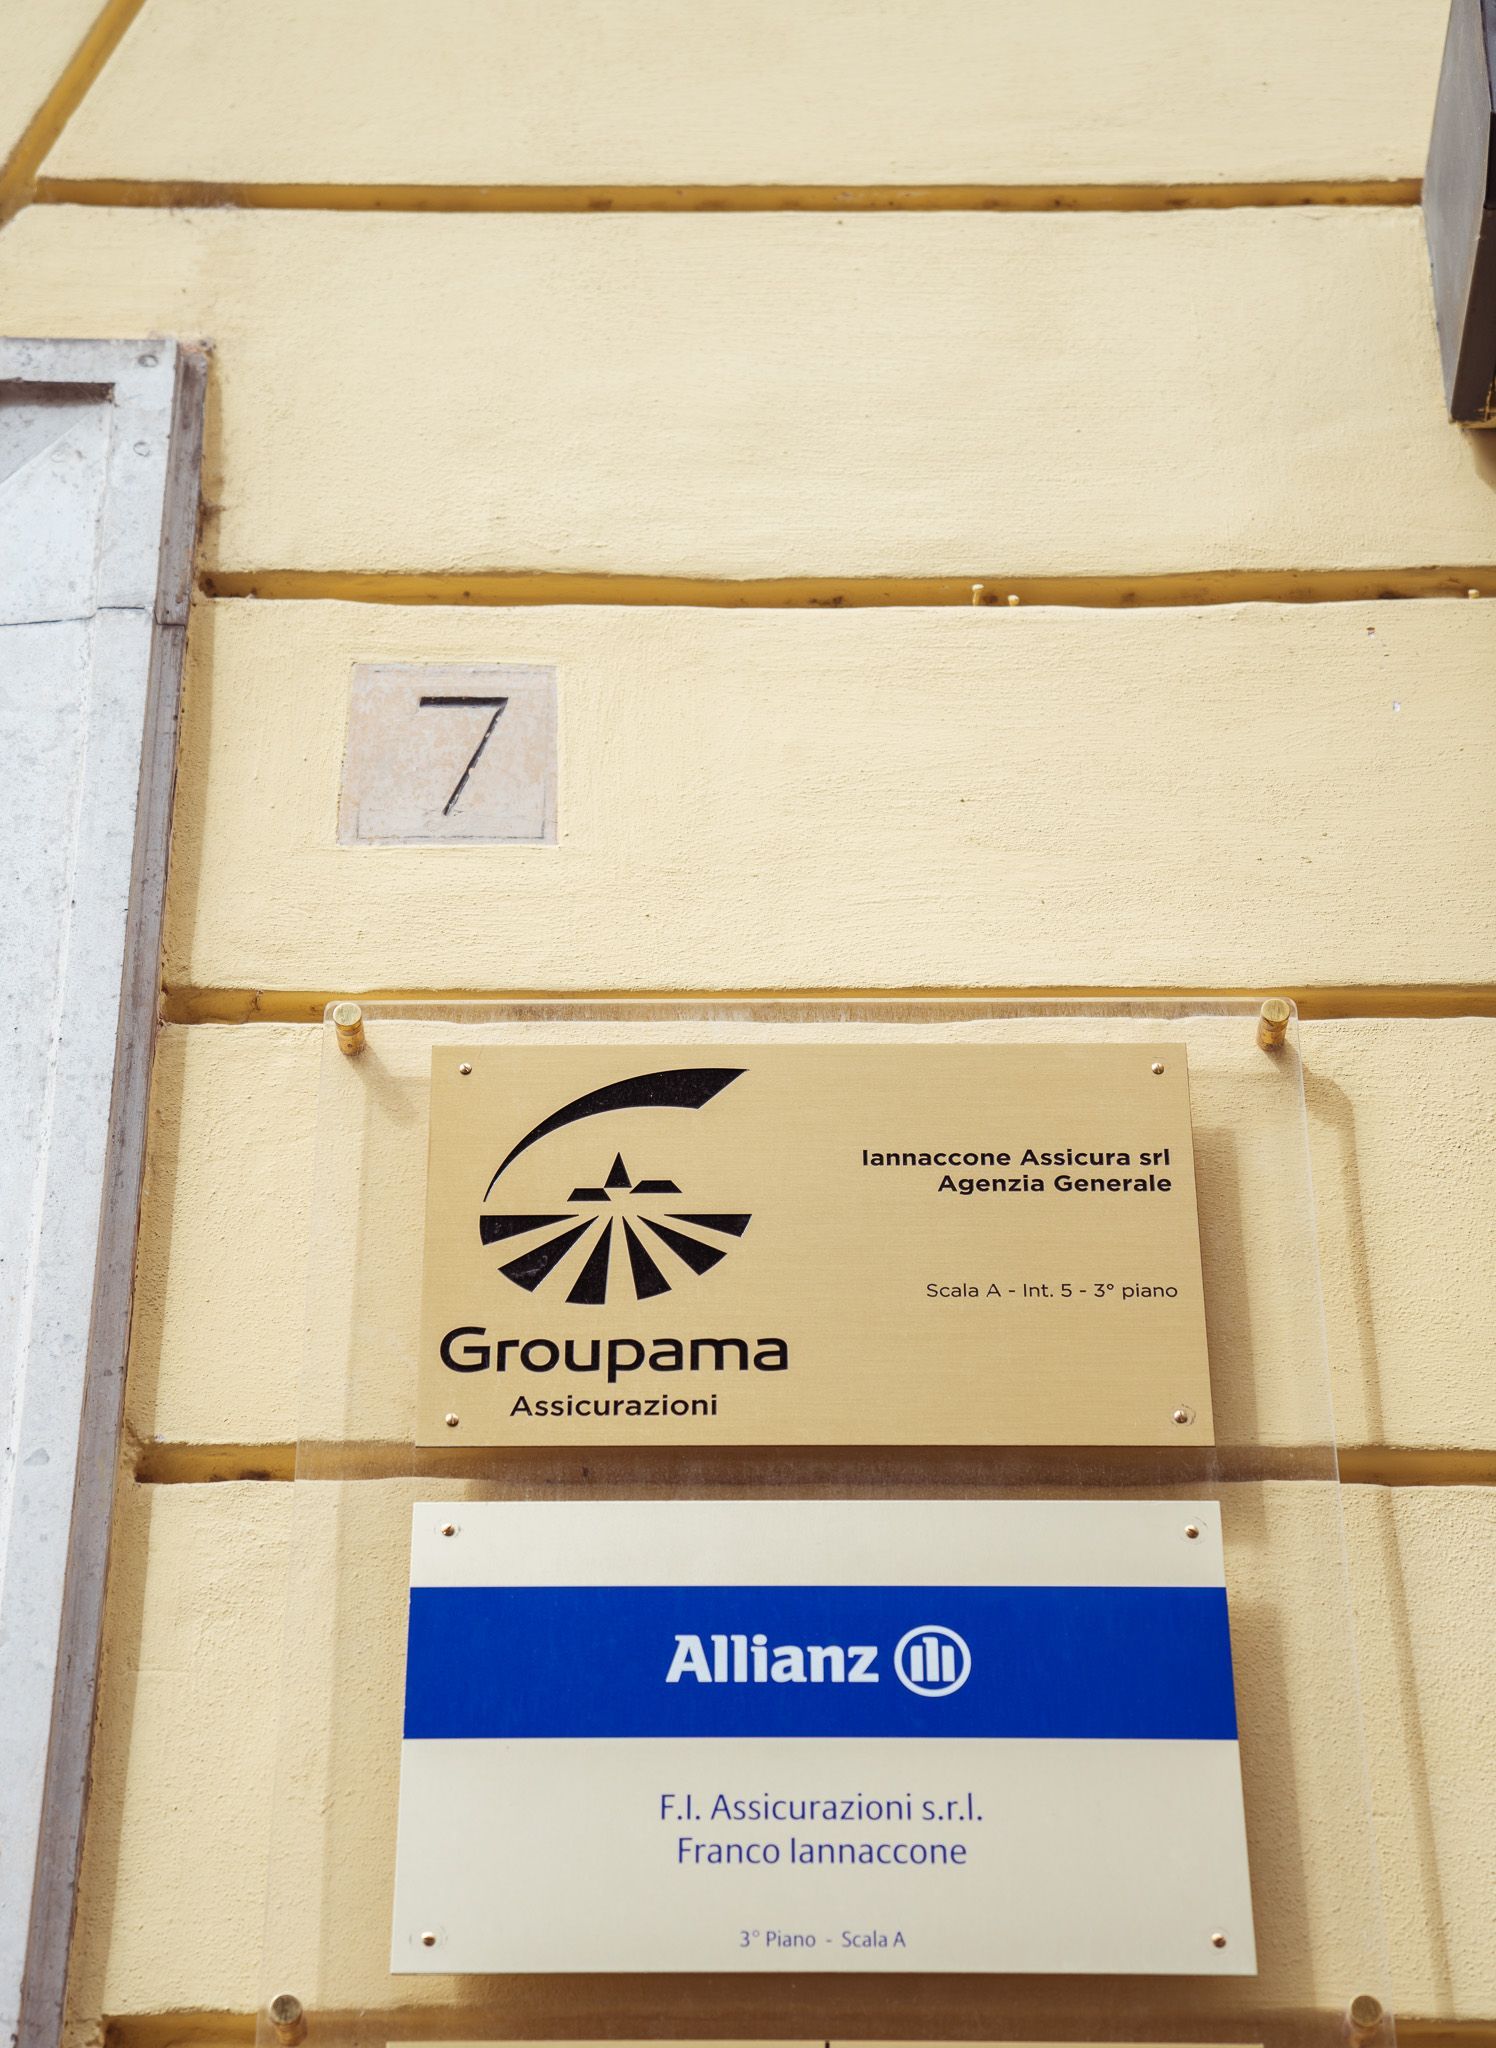 7
Iannaccone Assicura srl
Agenzia Generale
Scala A - Int. 5 - 3° piano
Groupama
Assicurazioni
Allianz
F.I. Assicurazioni s.r.l.
Franco Iannaccone
3° Piano - Scala A